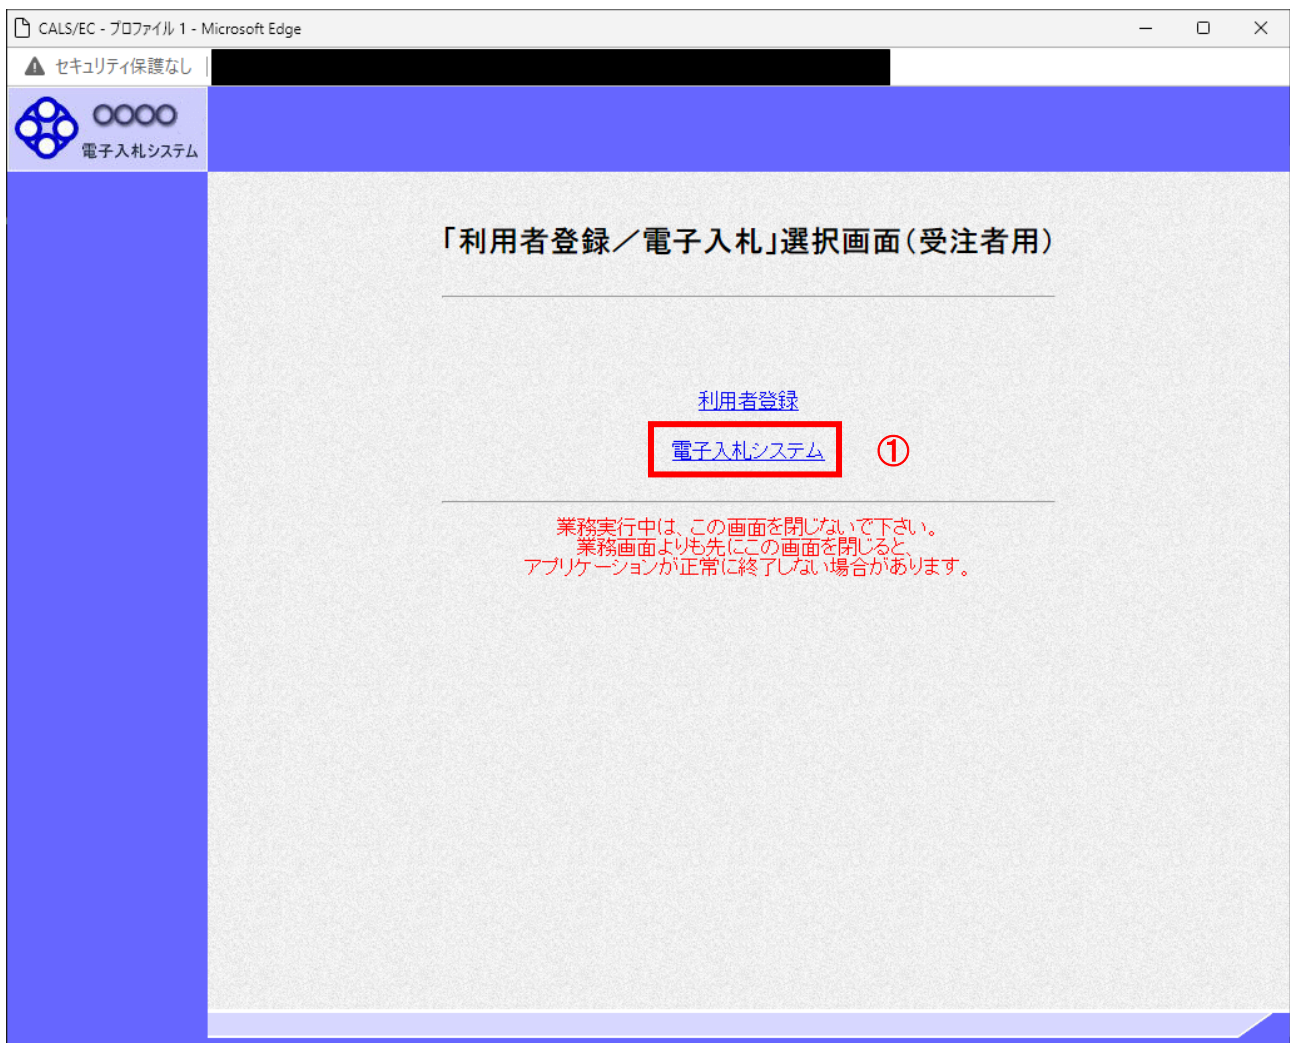 CALS/EC - プロファイル 1 - Microsoft Edge
セキュリティ保護なし
○○○○
電子入札システム
「利用者登録／電子入札」選択画面（受注者用）
利用者登録
電子入札システム ①
業務実行中は、この画面を閉じないで下さい。
業務画面よりも先にこの画面を閉じると、
アプリケーションが正常に終了しない場合があります。